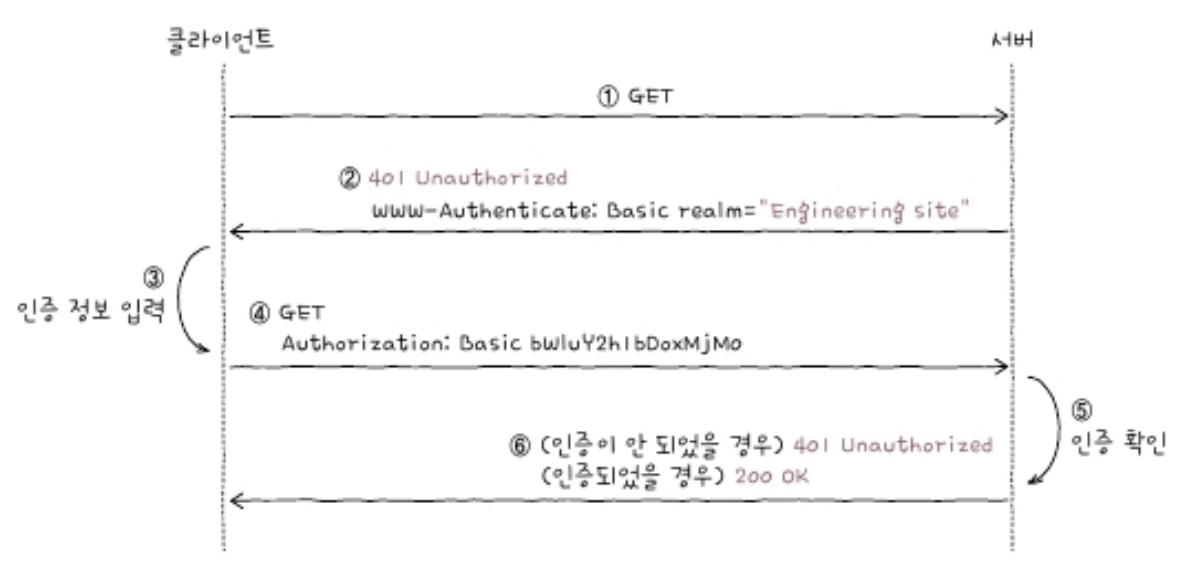 클라이언트
서버
① GET
② 401 Unauthorized
WWW-Authenticate: Basic realm="Engineering site"
③
인증 정보 입력
④ GET
Authorization: Basic bWluY2hlbDoxMjM0
⑤
인증 확인
⑥ (인증이 안 되었을 경우) 401 Unauthorized
(인증되었을 경우) 200 OK